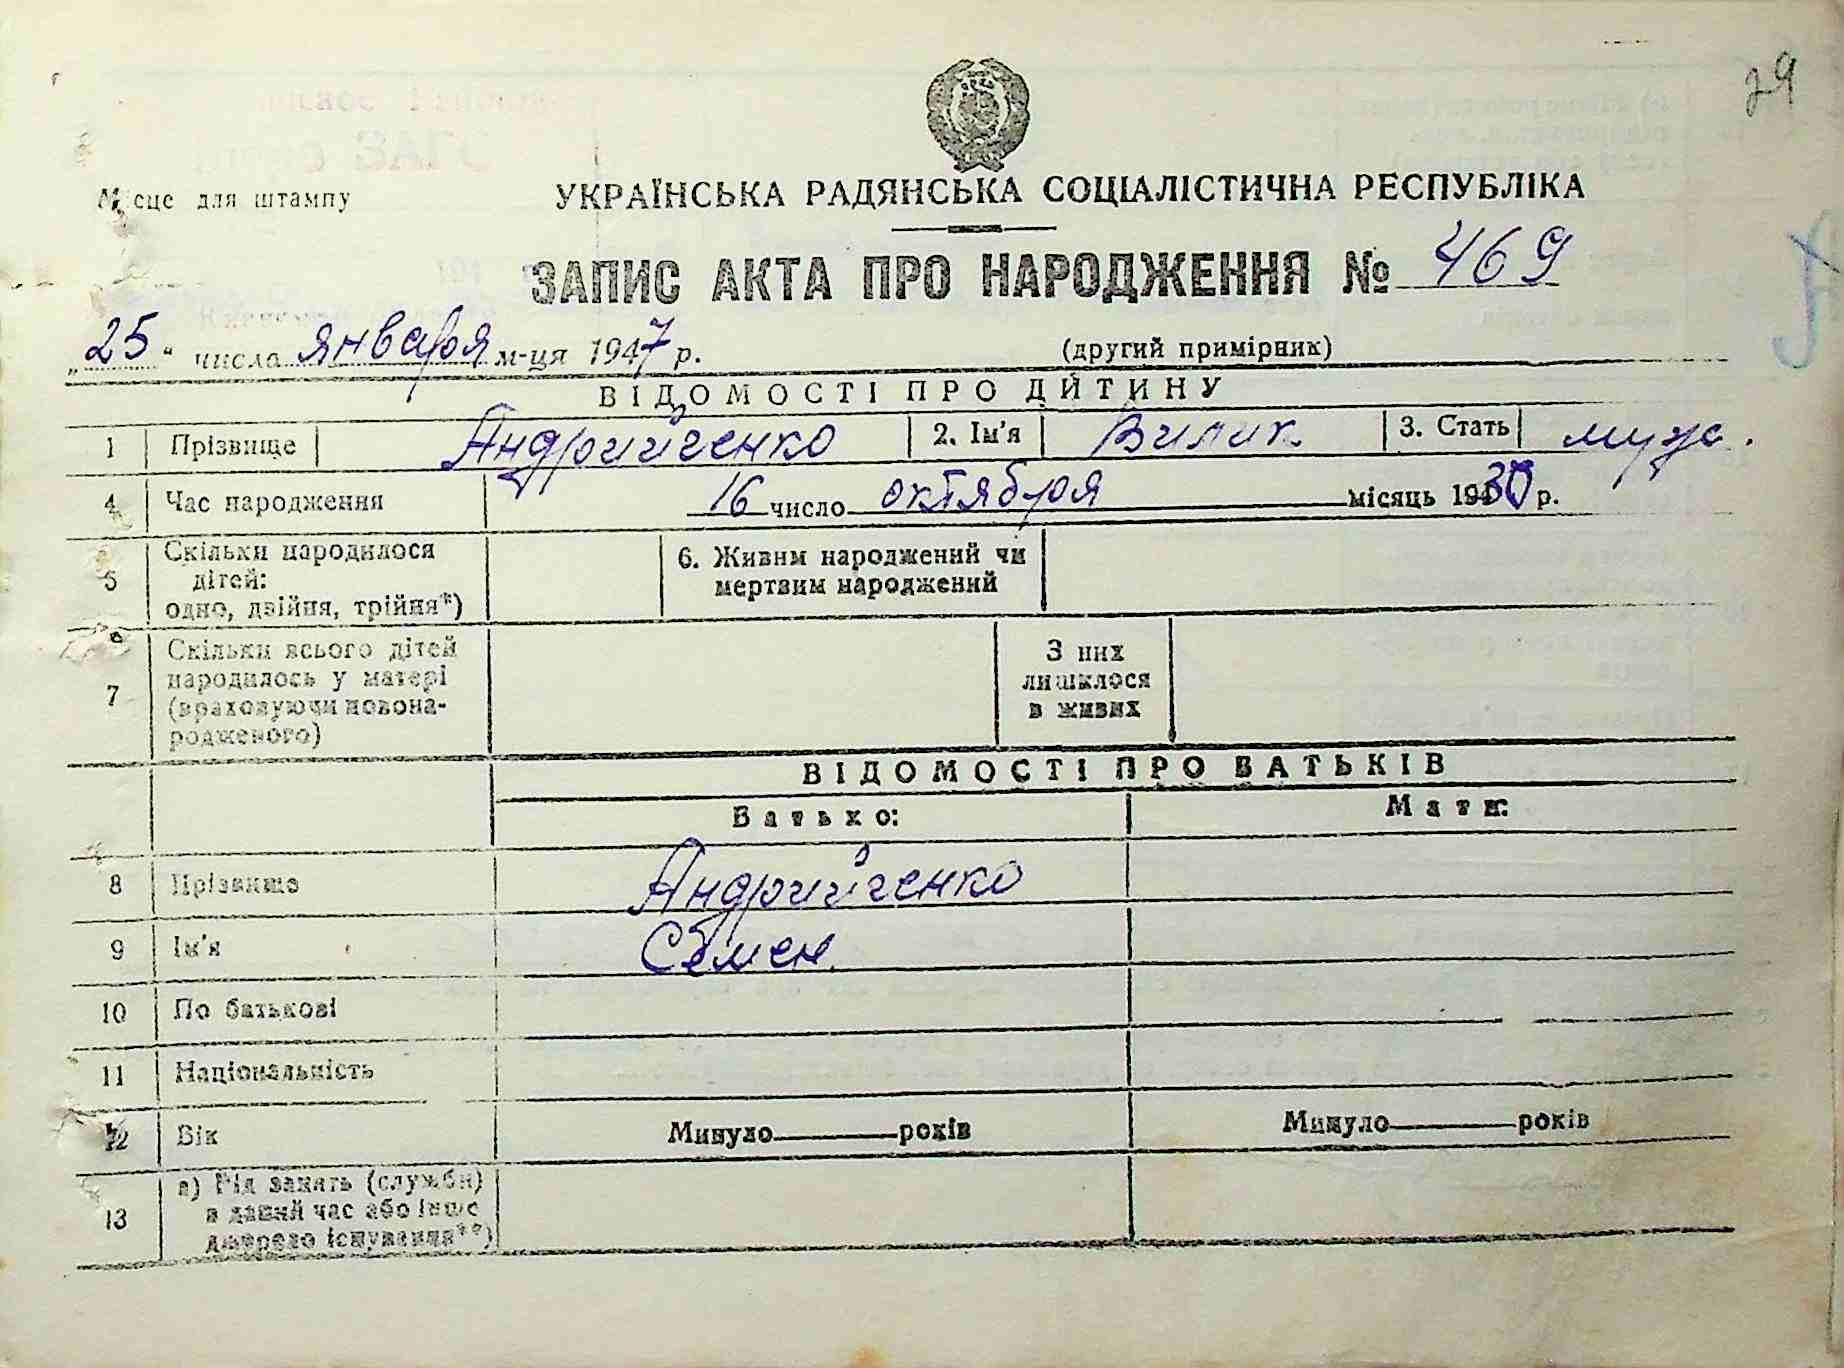 29
Місце для штампу
УКРАЇНСЬКА РАДЯНСЬКА СОЦІАЛІСТИЧНА РЕСПУБЛІКА
ЗАПИС АКТА ПРО НАРОДЖЕННЯ № 469
„25“ числа января м-ця 1947 р. (другий примірник)
ВІДОМОСТІ ПРО ДИТИНУ
1 Прізвище Андрийченко 2. Ім'я Вилик 3. Стать муж.
4 Час народження 16 число октября місяць 1930 р.
5 Скільки народилося дітей: одно, двійня, трійня*) 6. Живим народжений чи мертвим народжений
7 Скільки всього дітей народилось у матері (враховуючи новонародженого) З них лишилося в живих
ВІДОМОСТІ ПРО БАТЬКІВ
Батько: Мати:
8 Прізвище Андрийченко
9 Ім'я Семен
10 По батькові
11 Національність
12 Вік Минуло років Минуло років
13 а) Рід занять (служби) в даний час або інше джерело існування**)